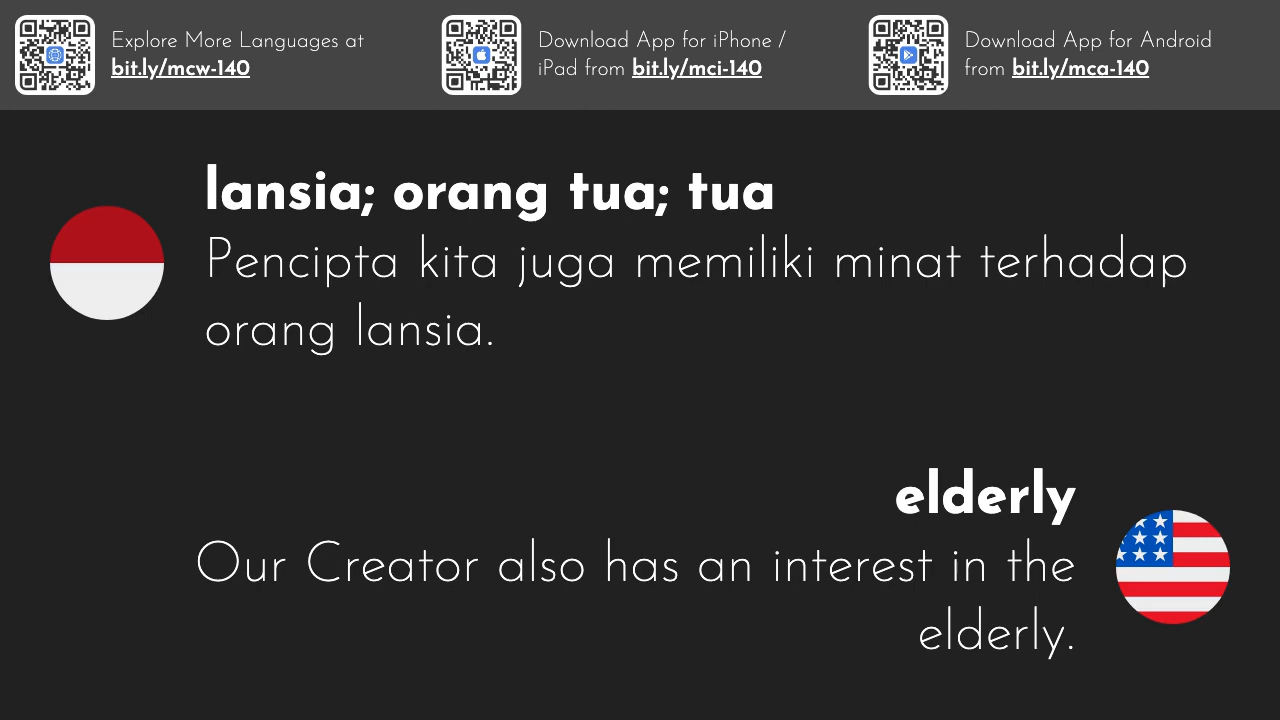 Explore More Languages at
bit.ly/mcw-140
Download App for iPhone /
iPad from bit.ly/mci-140
Download App for Android
from bit.ly/mca-140
lansia; orang tua; tua
Pencipta kita juga memiliki minat terhadap
orang lansia.
elderly
Our Creator also has an interest in the
elderly.